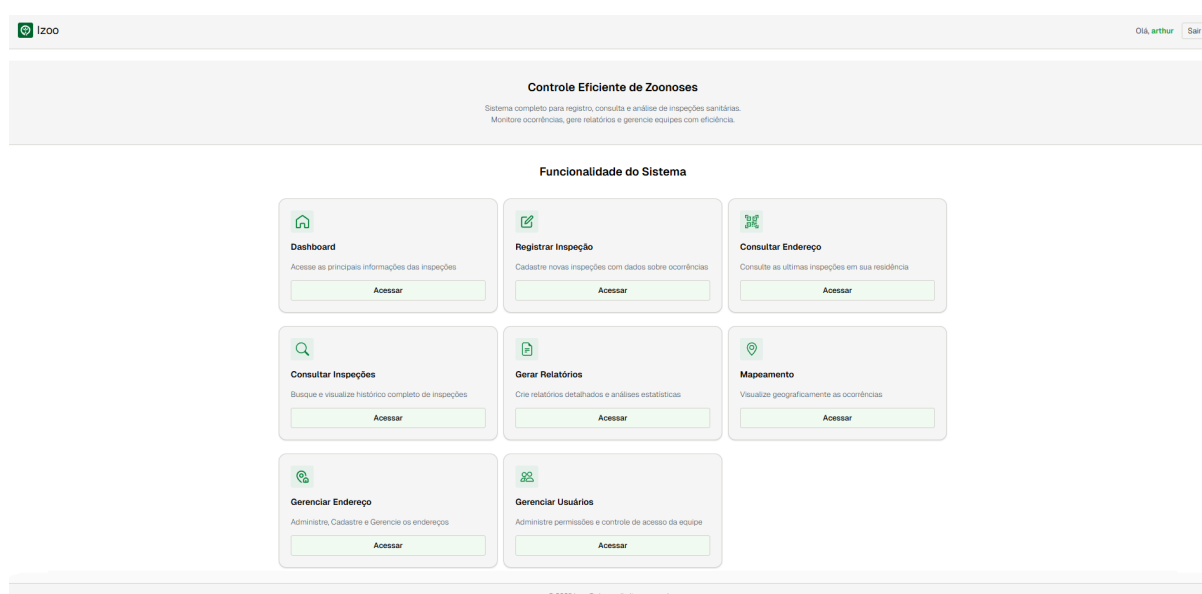 Izoo
Olá, arthur Sair
Controle Eficiente de Zoonoses
Sistema completo para registro, consulta e análise de inspeções sanitárias.
Monitore ocorrências, gere relatórios e gerencie equipes com eficiência.
Funcionalidade do Sistema
Dashboard
Acesse as principais informações das inspeções
Acessar
Registrar Inspeção
Cadastre novas inspeções com dados sobre ocorrências
Acessar
Consultar Endereço
Consulte as ultimas inspeções em sua residência
Acessar
Consultar Inspeções
Busque e visualize histórico completo de inspeções
Acessar
Gerar Relatórios
Crie relatórios detalhados e análises estatísticas
Acessar
Mapeamento
Visualize geograficamente as ocorrências
Acessar
Gerenciar Endereço
Administre, Cadastre e Gerencie os endereços
Acessar
Gerenciar Usuários
Administre permissões e controle de acesso da equipe
Acessar